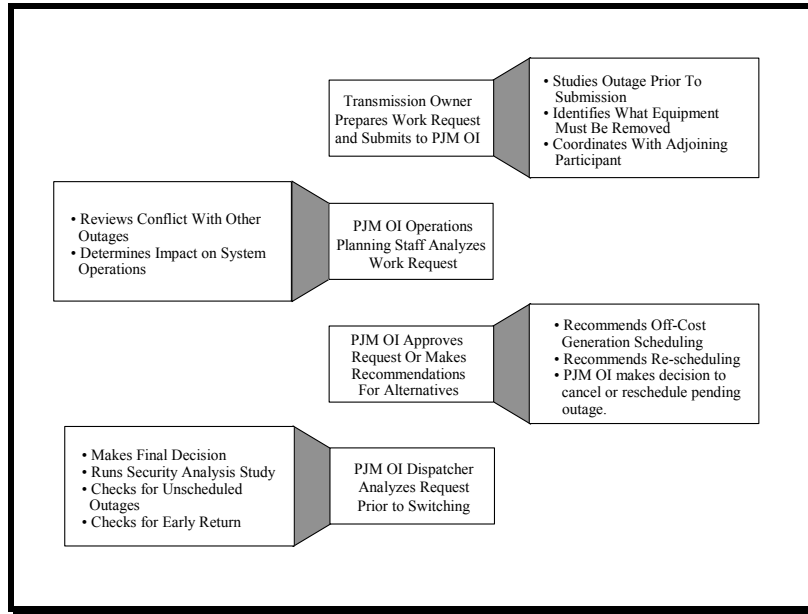 Transmission Owner
Prepares Work Request
and Submits to PJM OI
• Studies Outage Prior To
Submission
• Identifies What Equipment
Must Be Removed
• Coordinates With Adjoining
Participant
• Reviews Conflict With Other
Outages
• Determines Impact on System
Operations
PJM OI Operations
Planning Staff Analyzes
Work Request
PJM OI Approves
Request Or Makes
Recommendations
For Alternatives
• Recommends Off-Cost
Generation Scheduling
• Recommends Re-scheduling
• PJM OI makes decision to
cancel or reschedule pending
outage.
• Makes Final Decision
• Runs Security Analysis Study
• Checks for Unscheduled
Outages
• Checks for Early Return
PJM OI Dispatcher
Analyzes Request
Prior to Switching